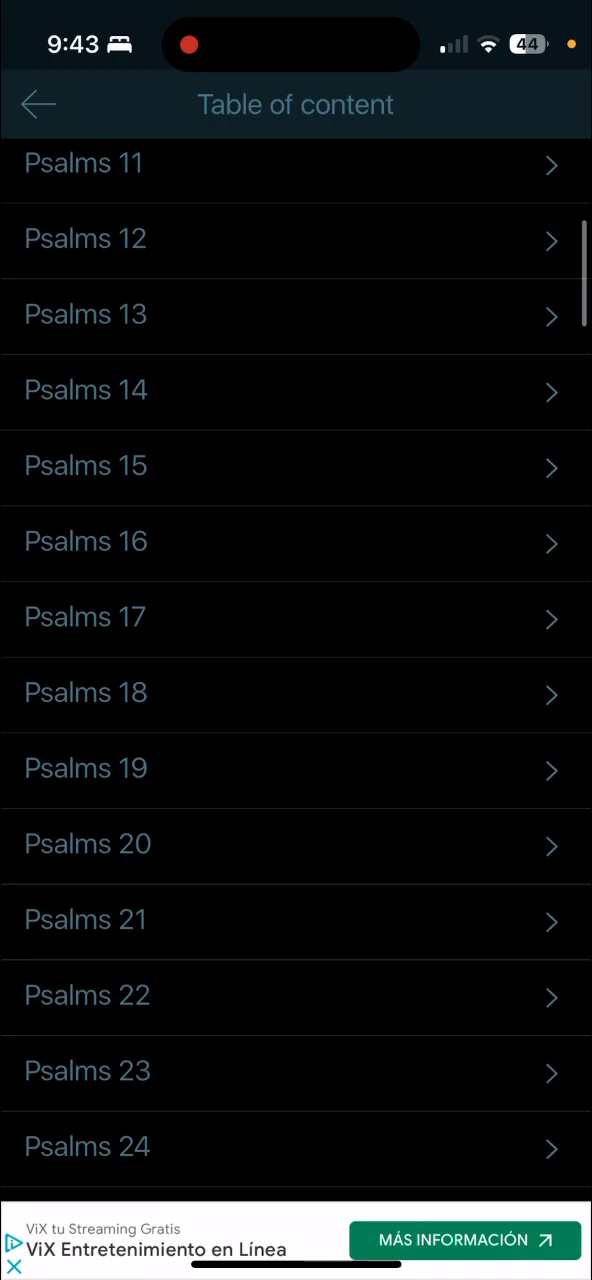 9:43
44
Table of content
Psalms 11
Psalms 12
Psalms 13
Psalms 14
Psalms 15
Psalms 16
Psalms 17
Psalms 18
Psalms 19
Psalms 20
Psalms 21
Psalms 22
Psalms 23
Psalms 24
ViX tu Streaming Gratis
ViX Entretenimiento en Línea
MÁS INFORMACIÓN